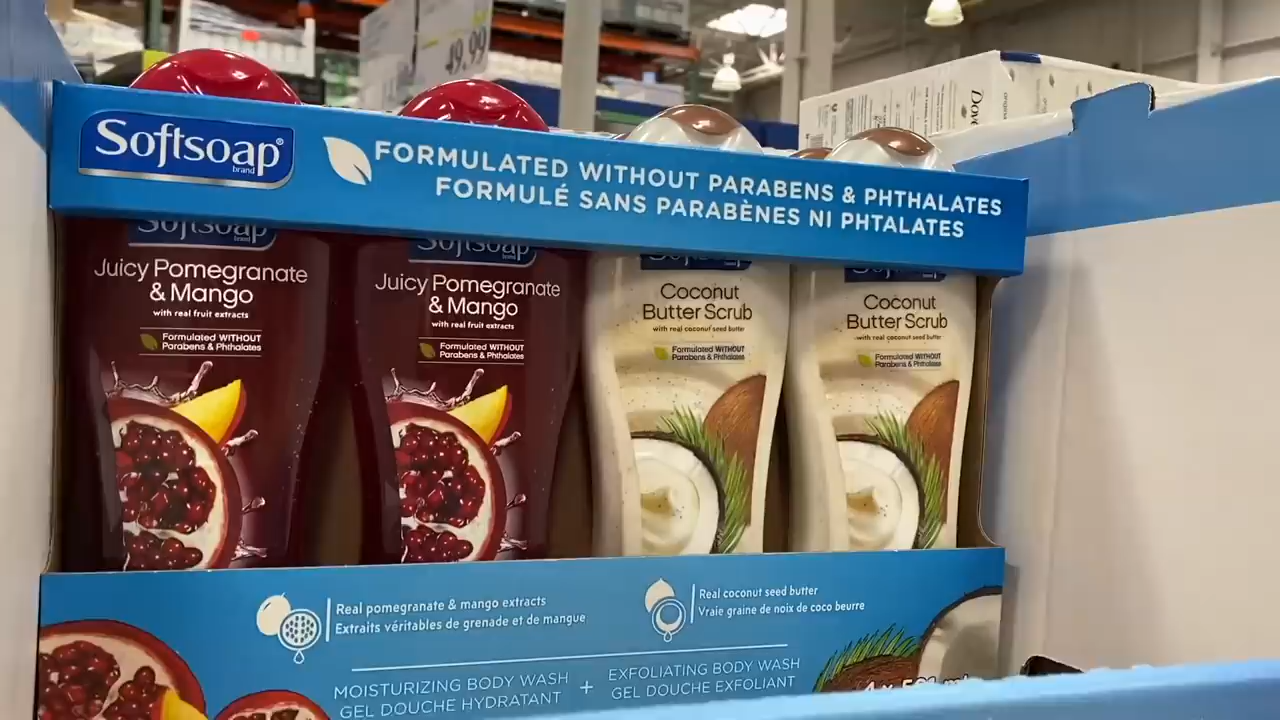 49.99
Dove
Softsoap®
brand
FORMULATED WITHOUT PARABENS & PHTHALATES
FORMULÉ SANS PARABÈNES NI PHTALATES
Softsoap
brand
Juicy Pomegranate
& Mango
with real fruit extracts
Formulated WITHOUT
Parabens & Phthalates
Softsoap
brand
Juicy Pomegranate
& Mango
with real fruit extracts
Formulated WITHOUT
Parabens & Phthalates
Coconut
Butter Scrub
with real coconut seed butter
Formulated WITHOUT
Parabens & Phthalates
Coconut
Butter Scrub
with real coconut seed butter
Formulated WITHOUT
Parabens & Phthalates
Real pomegranate & mango extracts
Extraits véritables de grenade et de mangue
Real coconut seed butter
Vraie graine de noix de coco beurre
MOISTURIZING BODY WASH
GEL DOUCHE HYDRATANT
+
EXFOLIATING BODY WASH
GEL DOUCHE EXFOLIANT